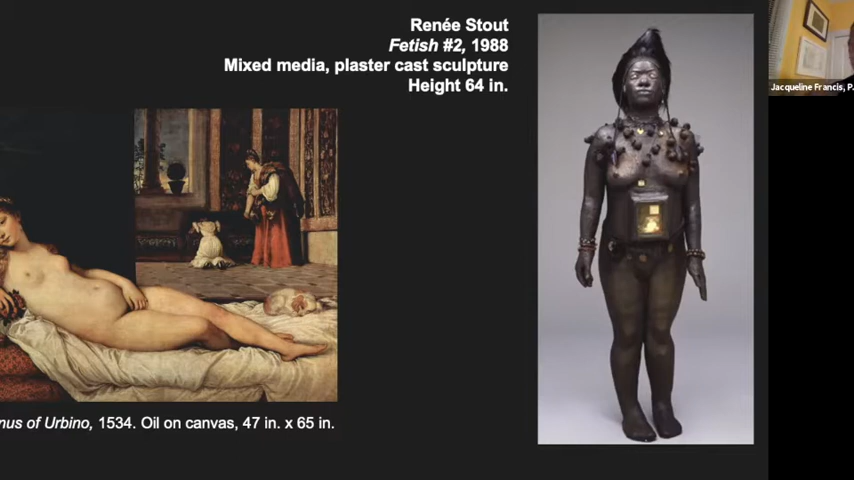 Renée Stout
Fetish #2, 1988
Mixed media, plaster cast sculpture
Height 64 in.
Jacqueline Francis, P.
of Urbino, 1534. Oil on canvas, 47 in. x 65 in.